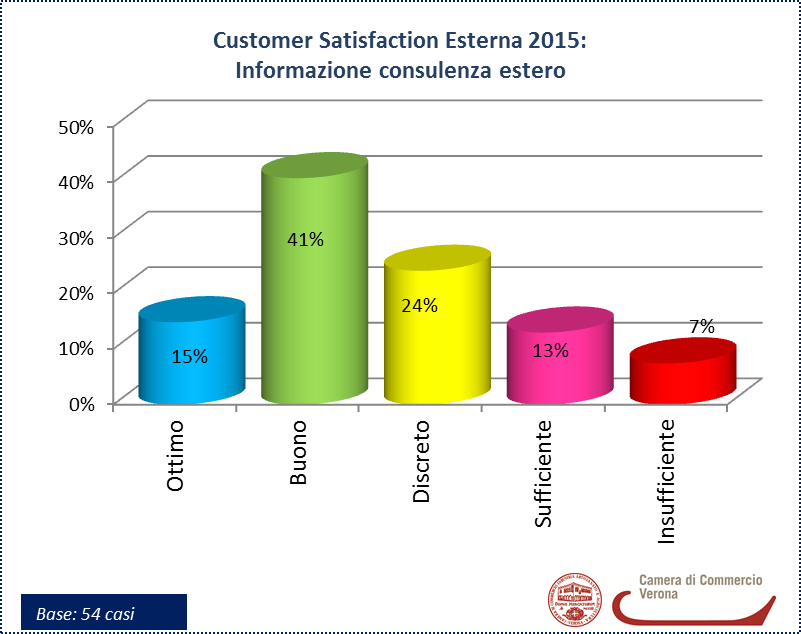 Customer Satisfaction Esterna 2015:
Informazione consulenza estero
50%
40%
30%
20%
10%
0%
15%
41%
24%
13%
7%
Ottimo
Buono
Discreto
Sufficiente
Insufficiente
Base: 54 casi
Camera di Commercio
Verona